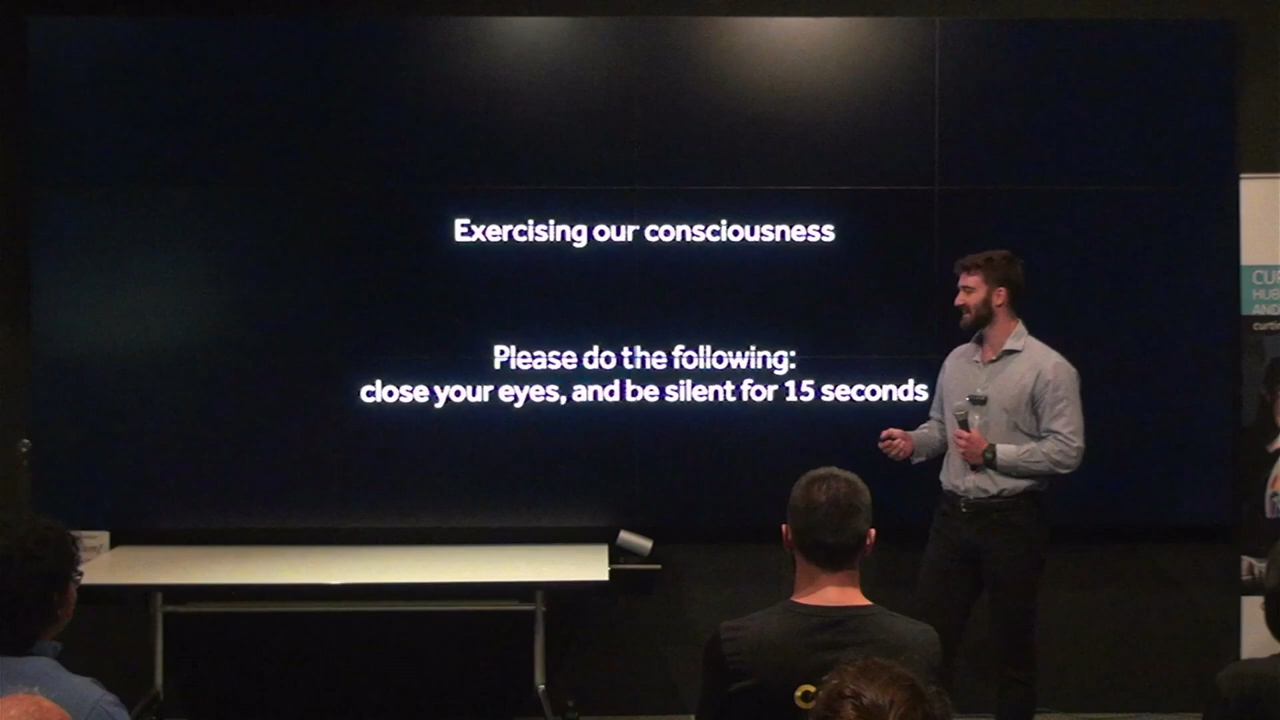 Exercising our consciousness
Please do the following:
close your eyes, and be silent for 15 seconds